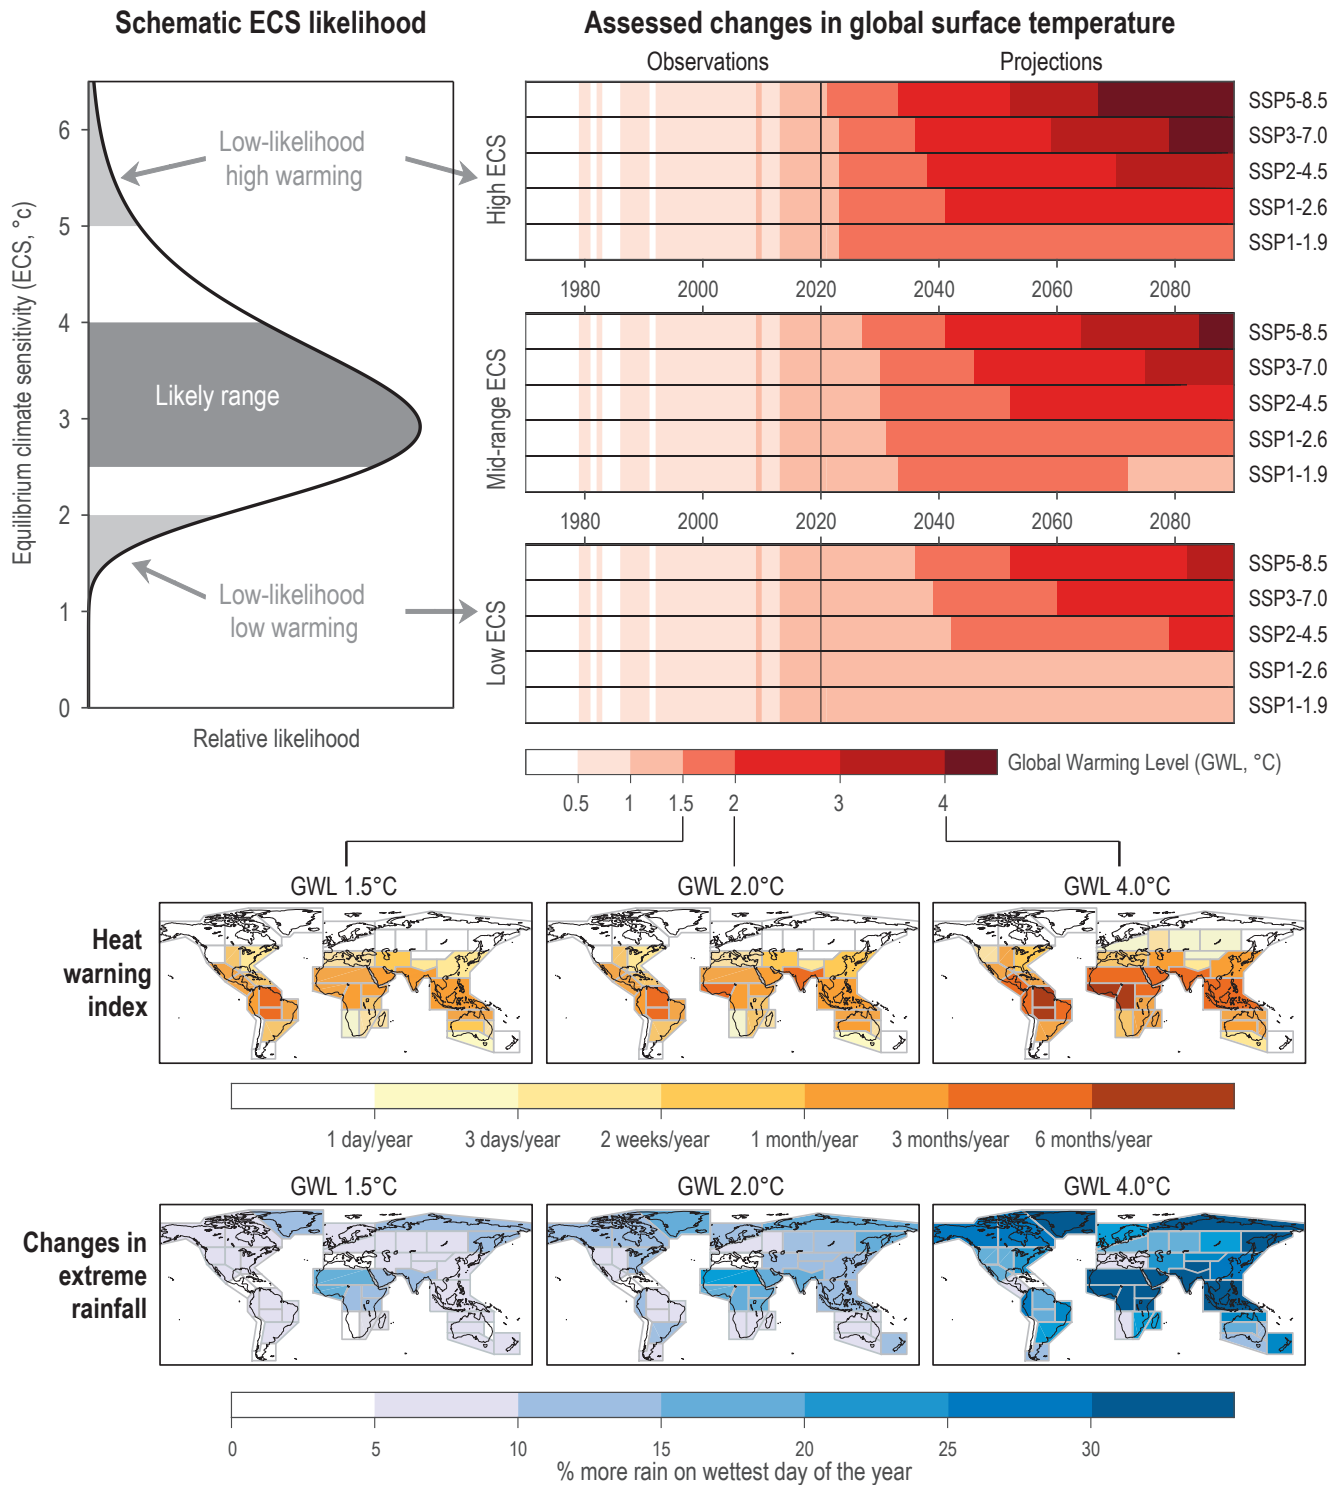 Schematic ECS likelihood
Equilibrium climate sensitivity (ECS, °c)
6
5
4
3
2
1
0
Low-likelihood
high warming
Likely range
Low-likelihood
low warming
Relative likelihood
Assessed changes in global surface temperature
Observations
Projections
High ECS
SSP5-8.5
SSP3-7.0
SSP2-4.5
SSP1-2.6
SSP1-1.9
1980 2000 2020 2040 2060 2080
Mid-range ECS
SSP5-8.5
SSP3-7.0
SSP2-4.5
SSP1-2.6
SSP1-1.9
1980 2000 2020 2040 2060 2080
Low ECS
SSP5-8.5
SSP3-7.0
SSP2-4.5
SSP1-2.6
SSP1-1.9
Global Warming Level (GWL, °C)
0.5 1 1.5 2 3 4
GWL 1.5°C GWL 2.0°C GWL 4.0°C
Heat
warning
index
1 day/year 3 days/year 2 weeks/year 1 month/year 3 months/year 6 months/year
GWL 1.5°C GWL 2.0°C GWL 4.0°C
Changes in
extreme
rainfall
0 5 10 15 20 25 30
% more rain on wettest day of the year